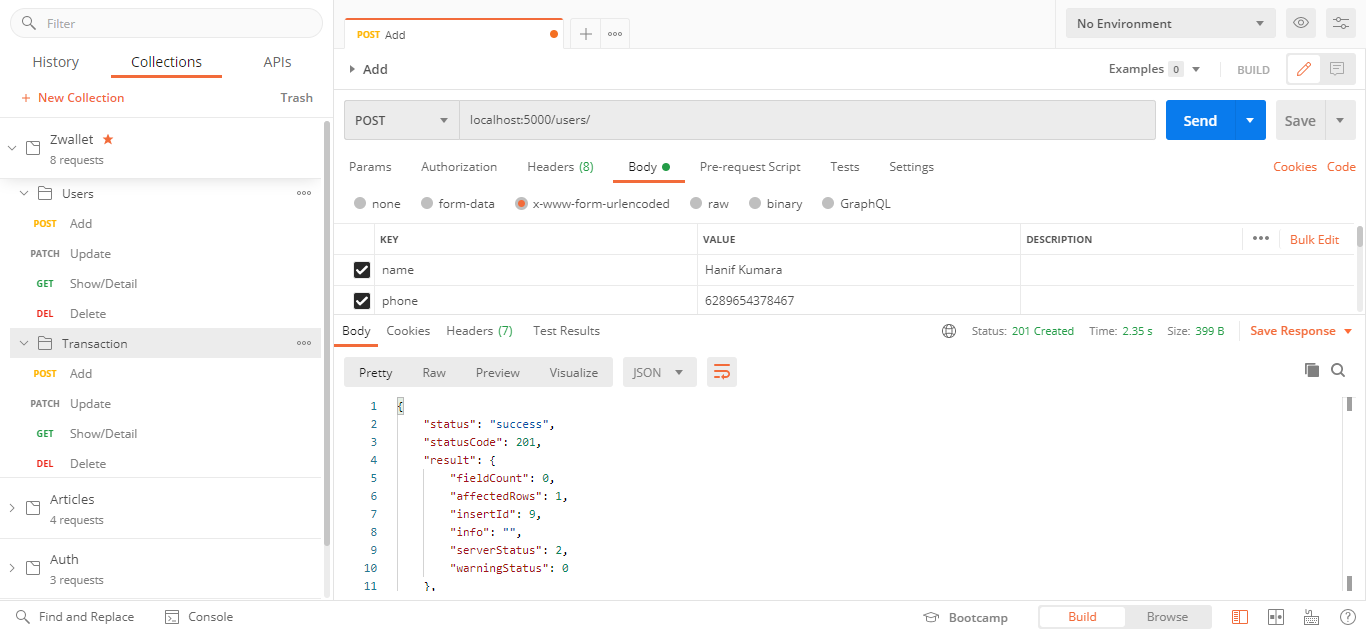 Filter
History Collections APIs
+ New Collection Trash
Zwallet
8 requests
Users
POST Add
PATCH Update
GET Show/Detail
DEL Delete
Transaction
POST Add
PATCH Update
GET Show/Detail
DEL Delete
Articles
4 requests
Auth
3 requests
POST Add
No Environment
Add
Examples 0 BUILD
POST localhost:5000/users/ Send Save
Params Authorization Headers (8) Body Pre-request Script Tests Settings Cookies Code
none form-data x-www-form-urlencoded raw binary GraphQL
KEY VALUE DESCRIPTION ••• Bulk Edit
name Hanif Kumara
phone 6289654378467
Body Cookies Headers (7) Test Results Status: 201 Created Time: 2.35 s Size: 399 B Save Response
Pretty Raw Preview Visualize JSON
1 {
2 "status": "success",
3 "statusCode": 201,
4 "result": {
5 "fieldCount": 0,
6 "affectedRows": 1,
7 "insertId": 9,
8 "info": "",
9 "serverStatus": 2,
10 "warningStatus": 0
11 },
Find and Replace Console Bootcamp Build Browse